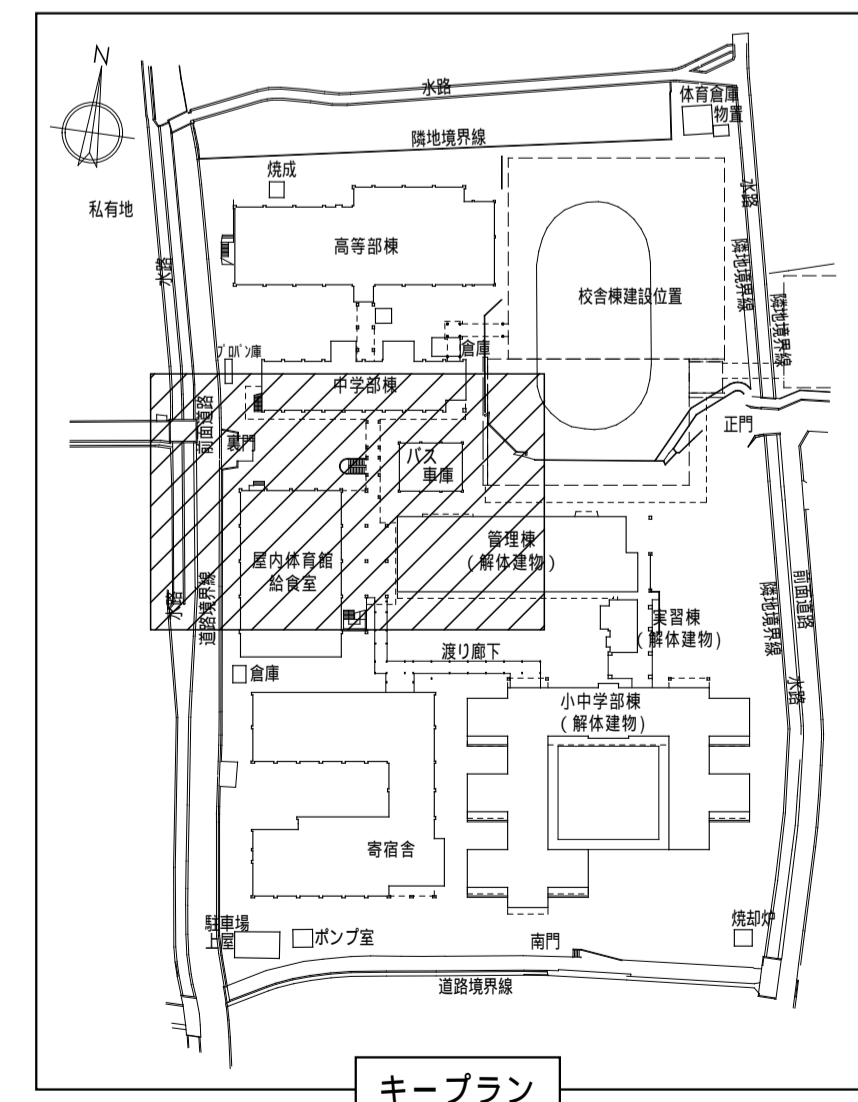 N
水路
体育倉庫
物置
隣地境界線
焼成
私有地
水路
高等部棟
水路
隣地境界線
隣地境界線
校舎棟建設位置
プロパン庫
倉庫
中学部棟
前面道路
裏門
バス
車庫
正門
管理棟
(解体建物)
屋内体育館
給食室
水路
道路境界線
実習棟
(解体建物)
隣地境界線
前面道路
渡り廊下
倉庫
小中学部棟
(解体建物)
水路
寄宿舎
駐車場
上屋
ポンプ室
南門
焼却炉
道路境界線
キープラン